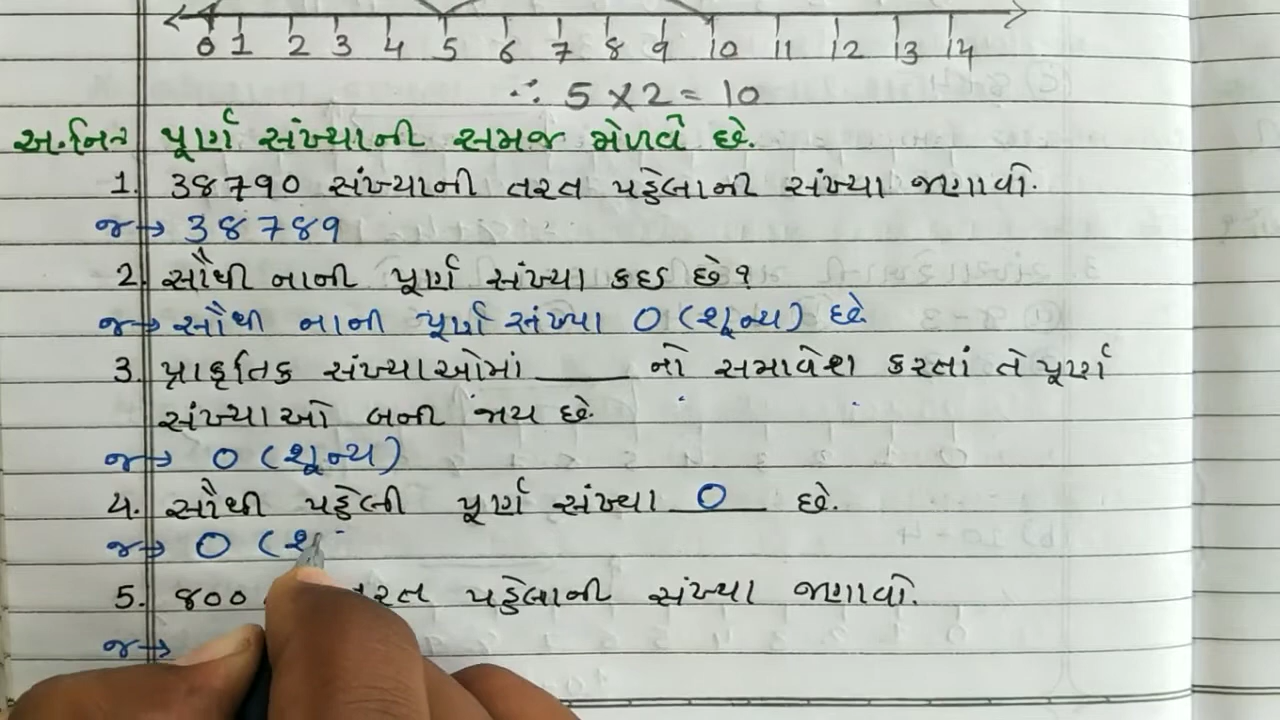 0 1 2 3 4 5 6 7 8 9 10 11 12 13 14
∴ 5 × 2 = 10
અ.નિ.૨ પૂર્ણ સંખ્યાની સમજ મેળવે છે.
1. 38790 સંખ્યાની તરત પહેલાની સંખ્યા જણાવો.
જ→ 38789
2. સૌથી નાની પૂર્ણ સંખ્યા કઇ છે?
જ→ સૌથી નાની પૂર્ણ સંખ્યા 0 (શૂન્ય) છે.
3. પ્રાકૃતિક સંખ્યાઓમાં ____ નો સમાવેશ કરતાં તે પૂર્ણ
સંખ્યાઓ બની જાય છે.
જ→ 0 (શૂન્ય)
4. સૌથી પહેલી પૂર્ણ સંખ્યા 0 છે.
જ→ 0 (શ
5. 800 તરત પહેલાની સંખ્યા જણાવો.
જ→